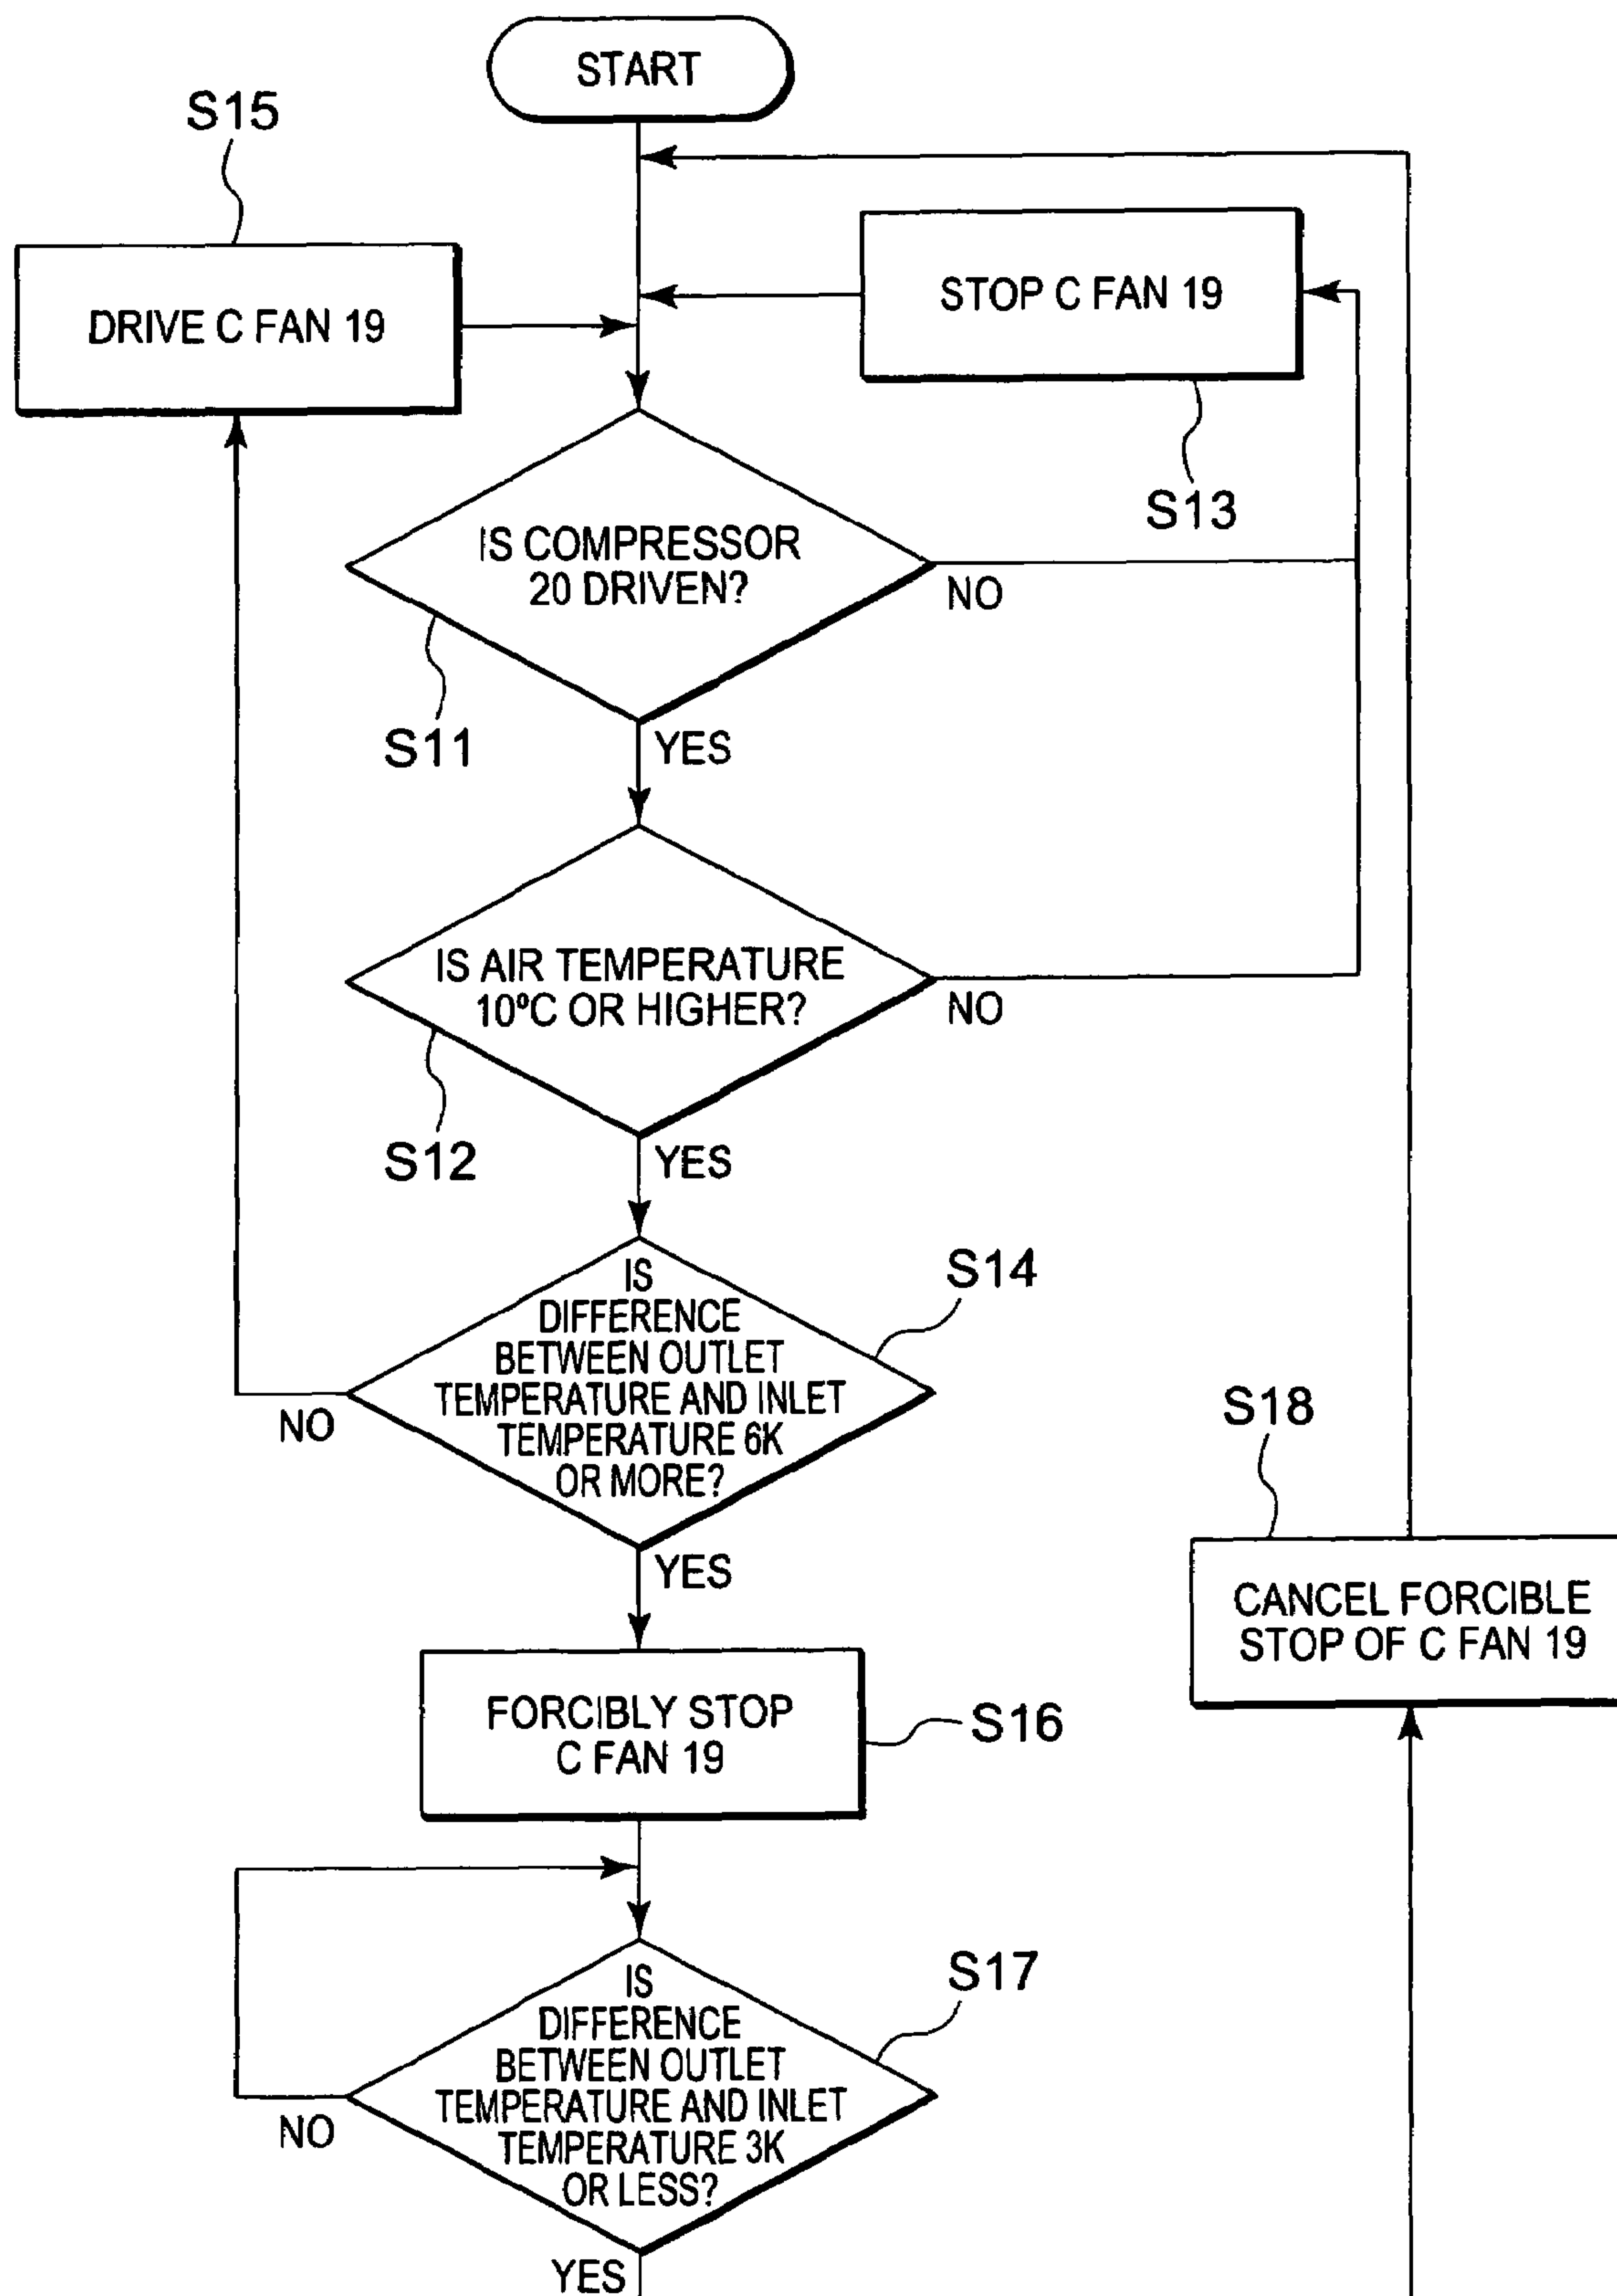 START
S15
DRIVE C FAN 19
STOP C FAN 19
S13
IS COMPRESSOR
20 DRIVEN?
NO
S11
YES
IS AIR TEMPERATURE
10ºC OR HIGHER?
NO
S12
YES
IS
DIFFERENCE
BETWEEN OUTLET
TEMPERATURE AND INLET
TEMPERATURE 6K
OR MORE?
S14
NO
YES
S18
CANCEL FORCIBLE
STOP OF C FAN 19
FORCIBLY STOP
C FAN 19
S16
IS
DIFFERENCE
BETWEEN OUTLET
TEMPERATURE AND INLET
TEMPERATURE 3K
OR LESS?
S17
NO
YES